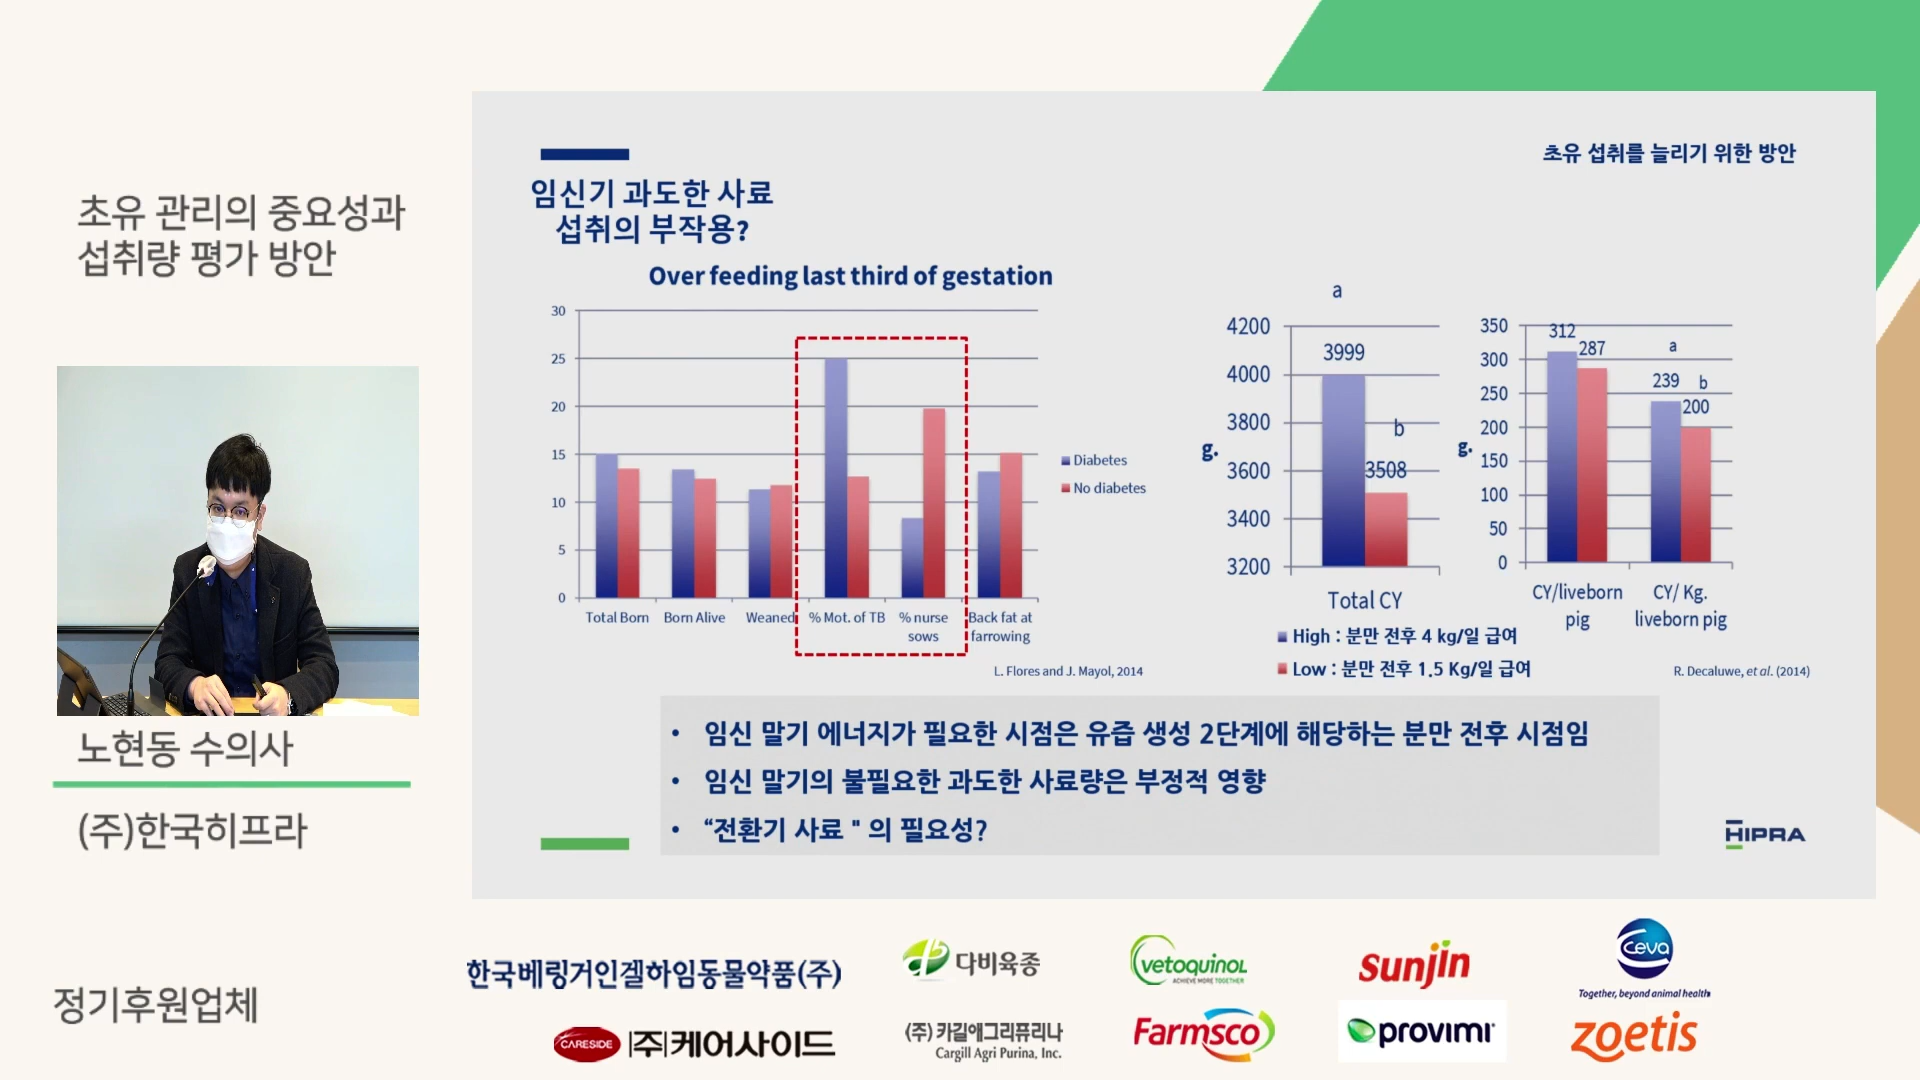 초유 관리의 중요성과
섭취량 평가 방안
노현동 수의사
(주)한국히프라
초유 섭취를 늘리기 위한 방안
임신기 과도한 사료
섭취의 부작용?
Over feeding last third of gestation
30
25
20
15
10
5
0
Total Born
Born Alive
Weaned
% Mot. of TB
% nurse
sows
Back fat at
farrowing
Diabetes
No diabetes
L. Flores and J. Mayol, 2014
a
4200
4000
3800
3600
3400
3200
g.
3999
b
3508
Total CY
350
300
250
200
150
100
50
0
g.
312
287
a
239
b
200
CY/liveborn
pig
CY/ Kg.
liveborn pig
High : 분만 전후 4 kg/일 급여
Low : 분만 전후 1.5 Kg/일 급여
R. Decaluwe, et al. (2014)
• 임신 말기 에너지가 필요한 시점은 유즙 생성 2단계에 해당하는 분만 전후 시점임
• 임신 말기의 불필요한 과도한 사료량은 부정적 영향
• “전환기 사료 " 의 필요성?
HIPRA
정기후원업체
한국베링거인겔하임동물약품(주)
다비육종
vetoquinol
ACHIEVE MORE TOGETHER
sunjin
ceva
Together, beyond animal health
CARESIDE
(주)케어사이드
(주) 카길애그리퓨리나
Cargill Agri Purina, Inc.
Farmsco
provimi
zoetis